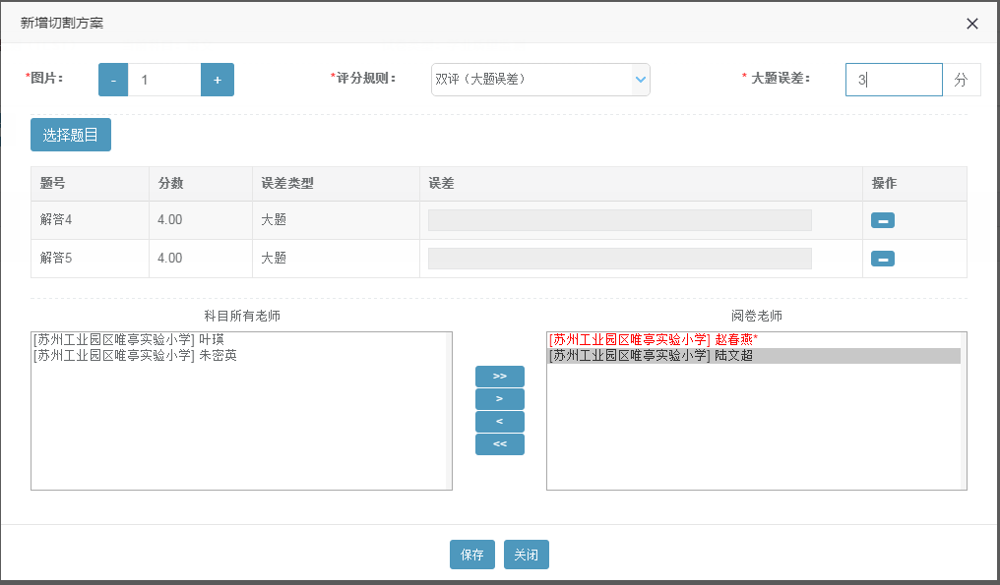 新增切割方案
*图片： - 1 + *评分规则： 双评（大题误差） * 大题误差： 3 分
选择题目
题号 分数 误差类型 误差 操作
解答4 4.00 大题
解答5 4.00 大题
科目所有老师 阅卷老师
[苏州工业园区唯亭实验小学] 叶瑛 [苏州工业园区唯亭实验小学] 赵春燕*
[苏州工业园区唯亭实验小学] 朱密英 [苏州工业园区唯亭实验小学] 陆文超
>>
>
<
<<
保存 关闭